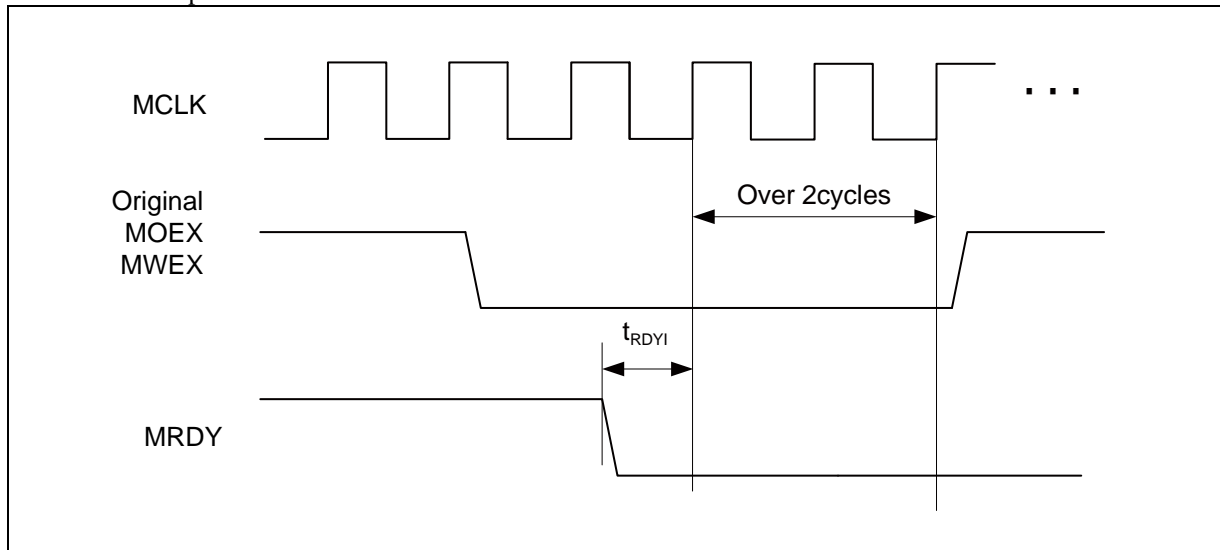 MCLK
. . .
Original
MOEX
MWEX
Over 2cycles
tRDYI
MRDY